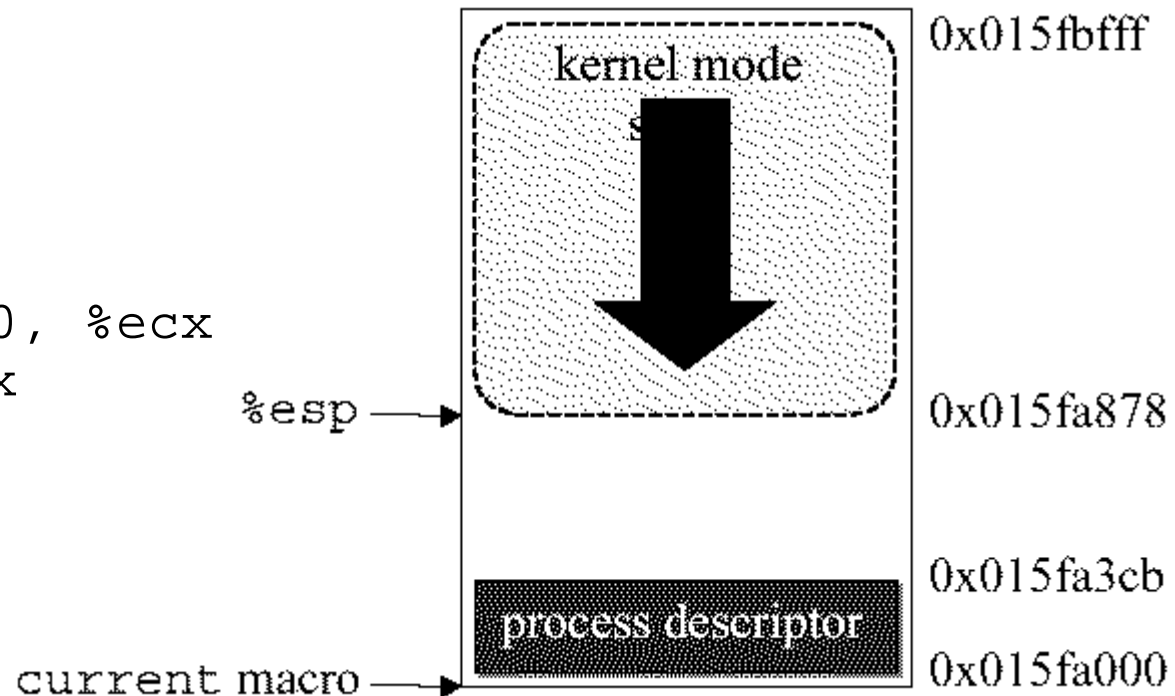 0x015fbfff
kernel mode
0, %ecx
x
%esp
0x015fa878
0x015fa3cb
process descriptor
0x015fa000
current macro